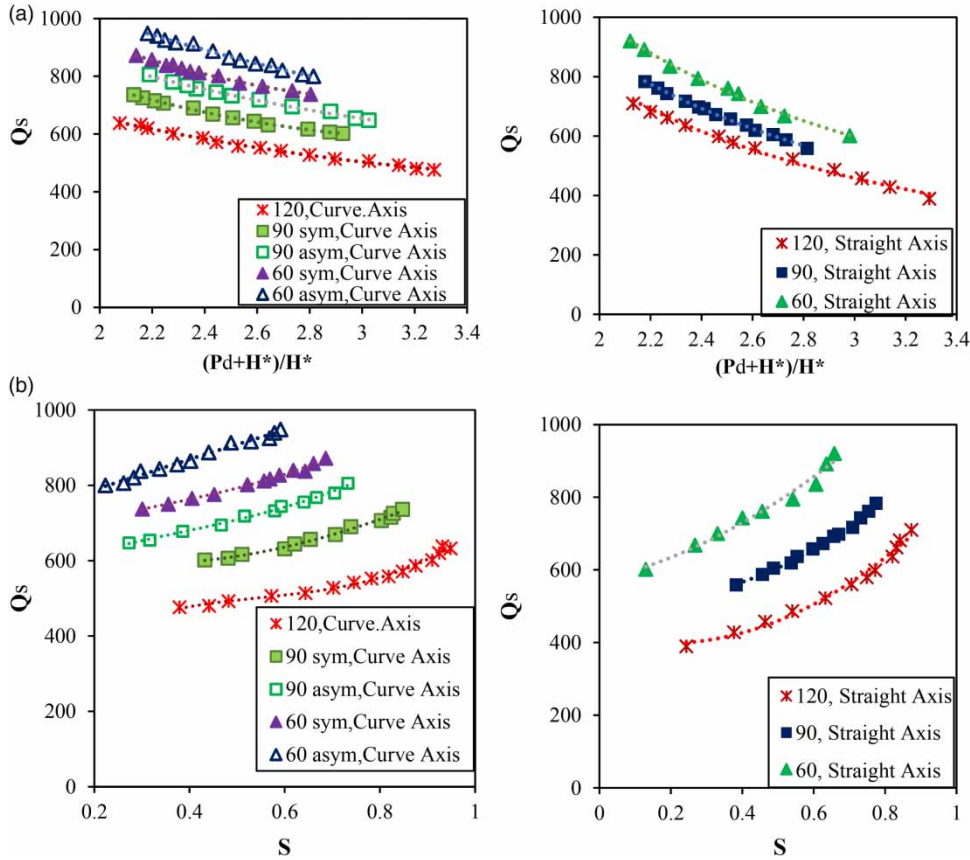 (a)
1000
800
600
400
200
0
Qs
2 2.2 2.4 2.6 2.8 3 3.2 3.4
(Pd+H*)/H*
120,Curve.Axis
90 sym,Curve Axis
90 asym,Curve Axis
60 sym,Curve Axis
60 asym,Curve Axis
1000
800
600
400
200
0
Qs
2 2.2 2.4 2.6 2.8 3 3.2 3.4
(Pd+H*)/H*
120, Straight Axis
90, Straight Axis
60, Straight Axis
(b)
1000
800
600
400
200
0
Qs
0.2 0.4 0.6 0.8 1
S
120,Curve.Axis
90 sym,Curve Axis
90 asym,Curve Axis
60 sym,Curve Axis
60 asym,Curve Axis
1000
800
600
400
200
0
Qs
0 0.2 0.4 0.6 0.8 1
S
120, Straight Axis
90, Straight Axis
60, Straight Axis